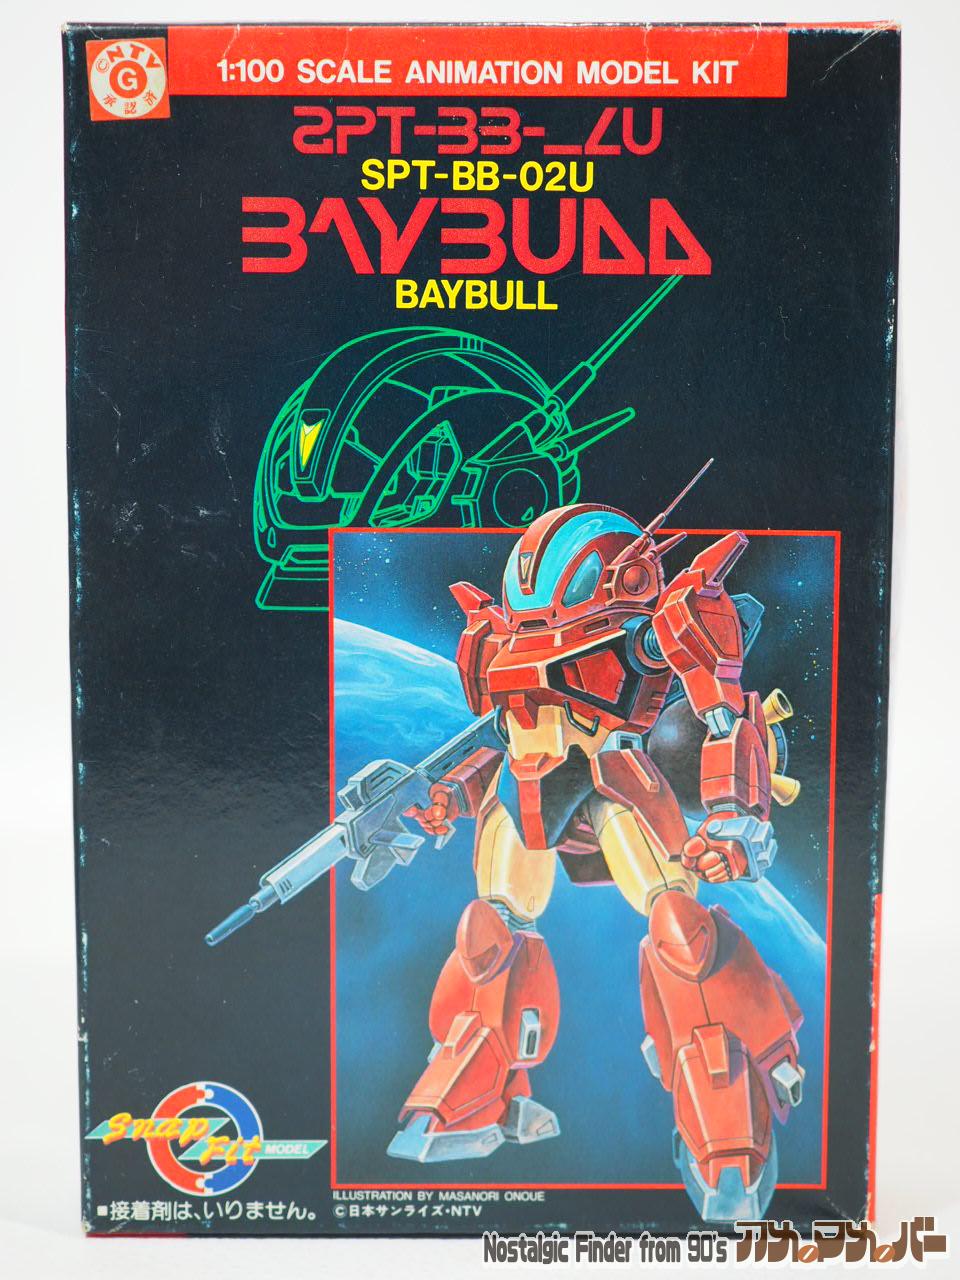 ©NTV
G
承認済
1:100 SCALE ANIMATION MODEL KIT
SPT-BB-02U
BAYBULL
Snap
Fit MODEL
■接着剤は、いりません。
ILLUSTRATION BY MASANORI ONOUE
©日本サンライズ・NTV
Nostalgic Finder from 90's